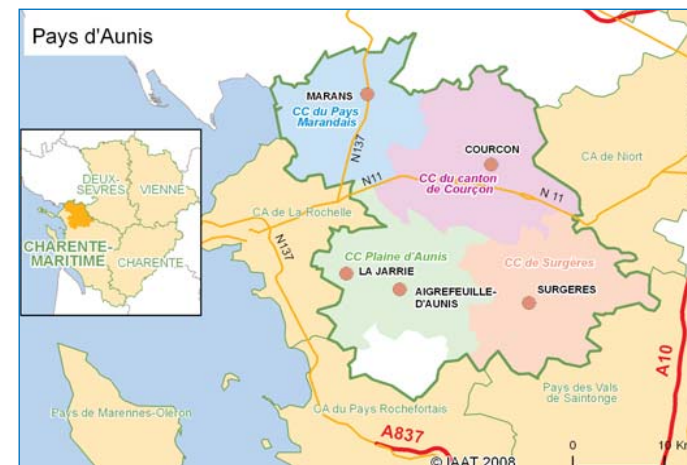 Pays d'Aunis
MARANS
CC du Pays
Marandais
N137
COURCON
CC du canton
de Courçon
N11
N 11
CA de Niort
DEUX-
SEVRES
VIENNE
CHARENTE-
MARITIME
CHARENTE
CA de La Rochelle
N137
CC Plaine d'Aunis
LA JARRIE
AIGREFEUILLE-
D'AUNIS
CC de Surgères
SURGERES
A10
Pays des Vals
de Saintonge
Pays de Marennes-Oléron
CA du Pays Rochefortais
A837
© IAAT 2008
0
10 Km